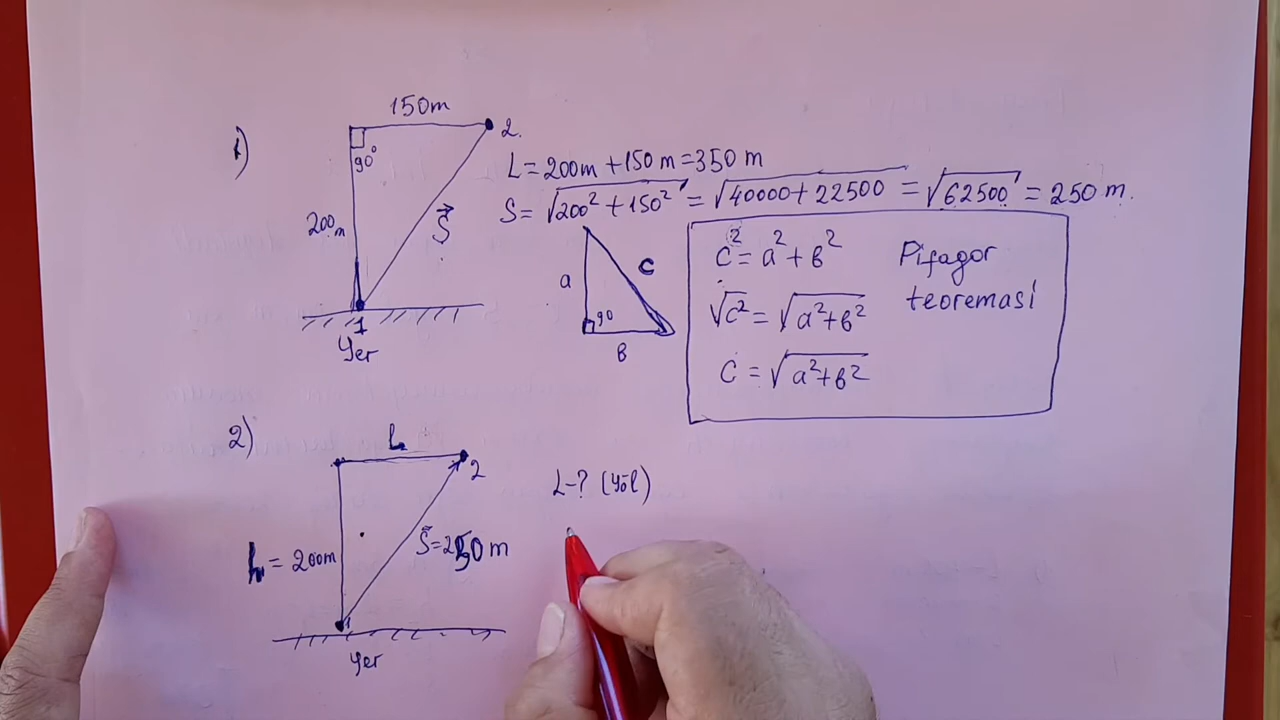 1)
150m
2.
90°
200m
S⃗
1
Yer
L = 200m + 150 m = 350 m
S = √200² + 150² = √40000 + 22500 = √62500 = 250 m.
a
c
90
в
c² = a² + в²
√c² = √a² + в²
c = √a² + в²
Pifagor
teoremasi
2)
L
2
h = 200m
S⃗ = 250 m
1
Yer
L - ? (Yo‘l)